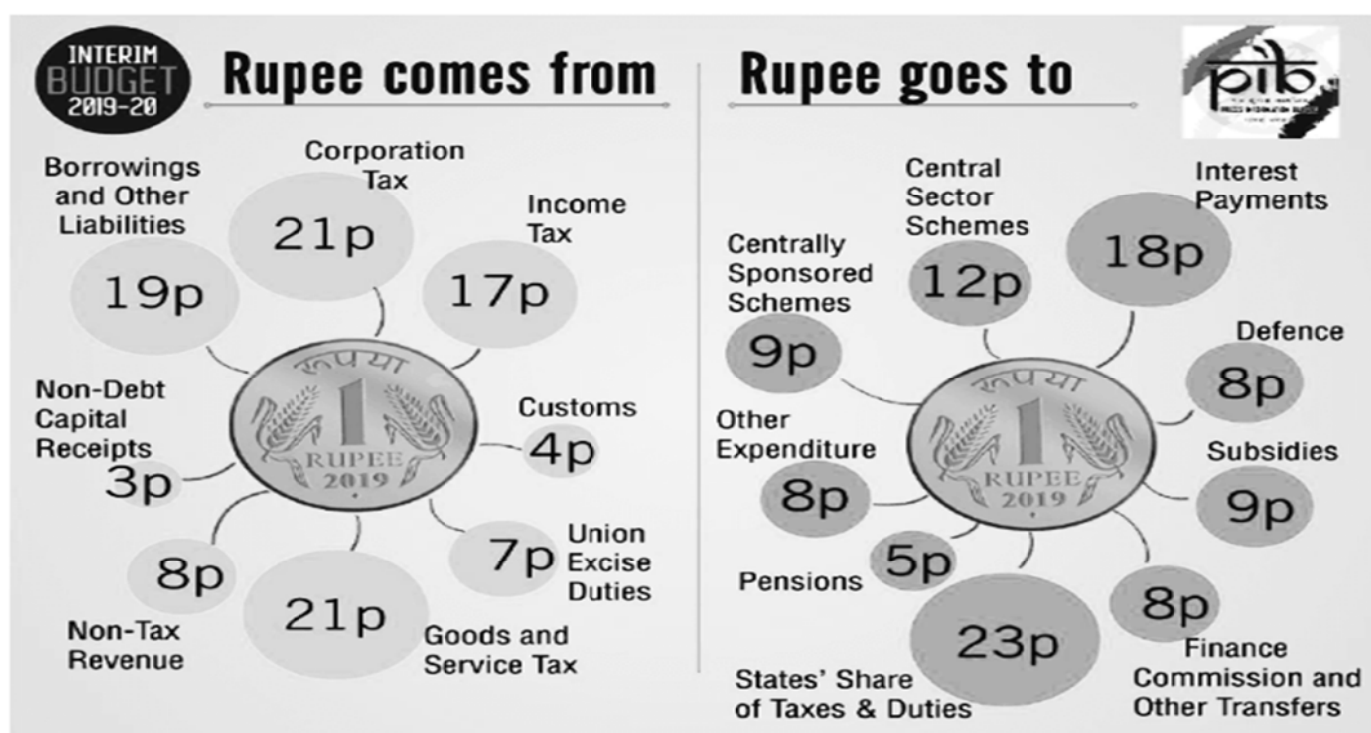 INTERIM
BUDGET
2019-20
Rupee comes from
Borrowings
and Other
Liabilities
19p
Corporation
Tax
21p
Income
Tax
17p
Customs
4p
Union
Excise
Duties
7p
Goods and
Service Tax
21p
Non-Tax
Revenue
8p
Non-Debt
Capital
Receipts
3p
रुपया
1
RUPEE
2019
Rupee goes to
pib
Central
Sector
Schemes
12p
Interest
Payments
18p
Defence
8p
Subsidies
9p
Finance
Commission and
Other Transfers
8p
States' Share
of Taxes & Duties
23p
Pensions
5p
Other
Expenditure
8p
Centrally
Sponsored
Schemes
9p
रुपया
1
RUPEE
2019